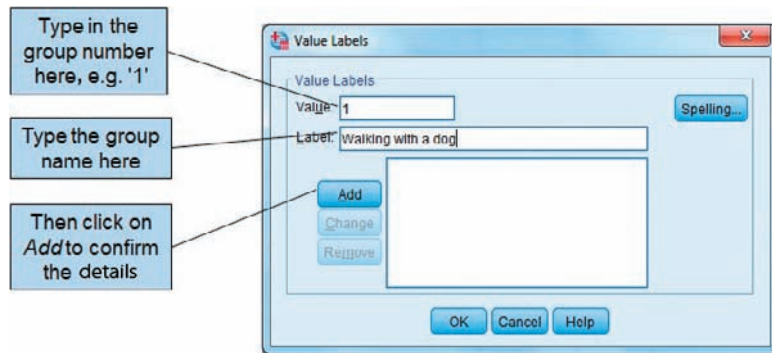 Type in the
group number
here, e.g. '1'
Type the group
name here
Then click on
Add to confirm
the details
Value Labels
Value Labels
Value: 1
Spelling...
Label: Walking with a dog
Add
Change
Remove
OK Cancel Help